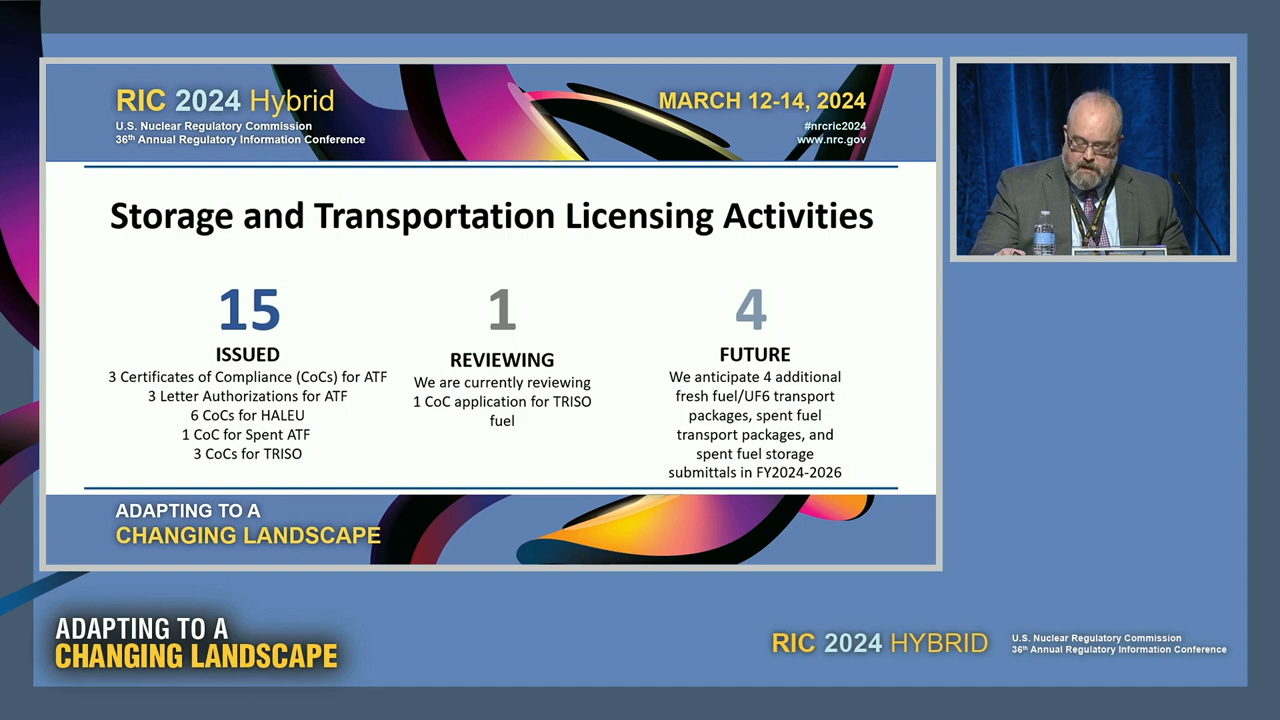 RIC 2024 Hybrid
U.S. Nuclear Regulatory Commission
36th Annual Regulatory Information Conference
MARCH 12-14, 2024
#nrcric2024
www.nrc.gov
Storage and Transportation Licensing Activities
15
ISSUED
3 Certificates of Compliance (CoCs) for ATF
3 Letter Authorizations for ATF
6 CoCs for HALEU
1 CoC for Spent ATF
3 CoCs for TRISO
1
REVIEWING
We are currently reviewing
1 CoC application for TRISO
fuel
4
FUTURE
We anticipate 4 additional
fresh fuel/UF6 transport
packages, spent fuel
transport packages, and
spent fuel storage
submittals in FY2024-2026
ADAPTING TO A
CHANGING LANDSCAPE
ADAPTING TO A
CHANGING LANDSCAPE
RIC 2024 HYBRID
U.S. Nuclear Regulatory Commission
36th Annual Regulatory Information Conference